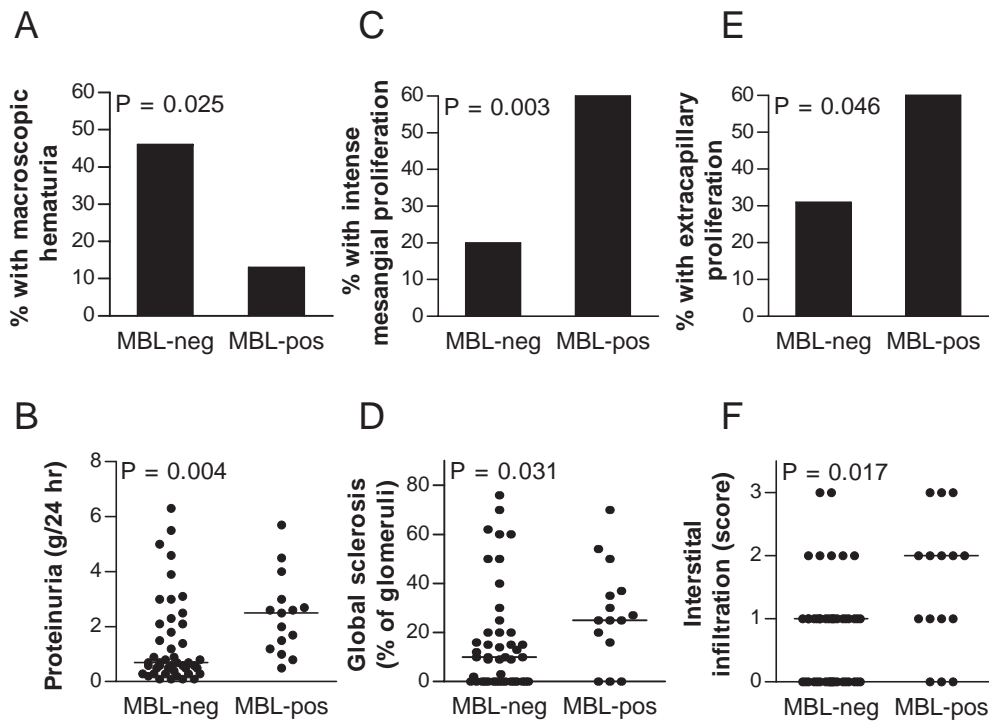 A
C
E
% with macroscopic
hematuria
60
50
40
30
20
10
0
P = 0.025
MBL-neg
MBL-pos
% with intense
mesangial proliferation
60
50
40
30
20
10
0
P = 0.003
MBL-neg
MBL-pos
% with extracapillary
proliferation
60
50
40
30
20
10
0
P = 0.046
MBL-neg
MBL-pos
B
D
F
Proteinuria (g/24 hr)
8
6
4
2
0
P = 0.004
MBL-neg
MBL-pos
Global sclerosis
(% of glomeruli)
80
60
40
20
0
P = 0.031
MBL-neg
MBL-pos
Interstital
infiltration (score)
3
2
1
0
P = 0.017
MBL-neg
MBL-pos